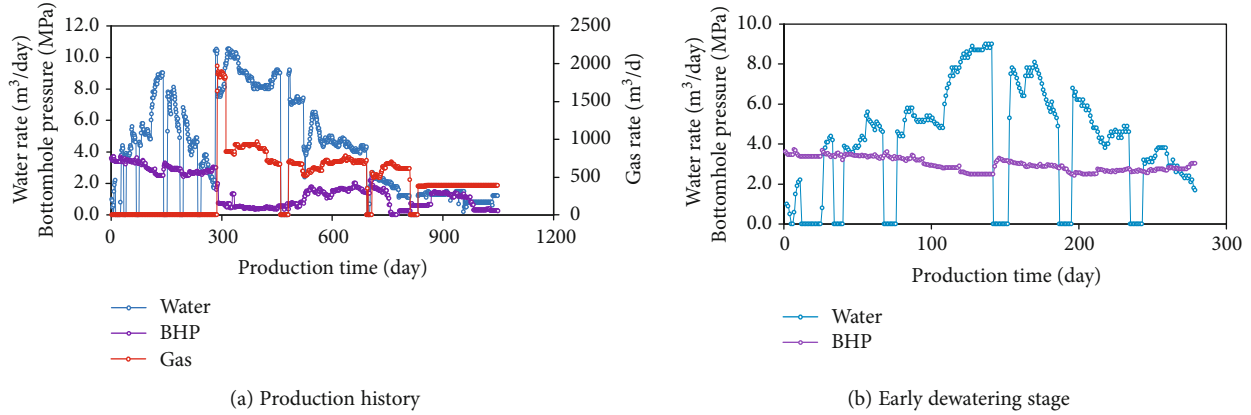 Water rate (m³/day)
Bottomhole pressure (MPa)
12.0
10.0
8.0
6.0
4.0
2.0
0.0
2500
2000
1500
1000
500
0
Gas rate (m³/d)
0 300 600 900 1200
Production time (day)
Water
BHP
Gas
(a) Production history
Water rate (m³/day)
Bottomhole pressure (MPa)
10.0
8.0
6.0
4.0
2.0
0.0
0 100 200 300
Production time (day)
Water
BHP
(b) Early dewatering stage